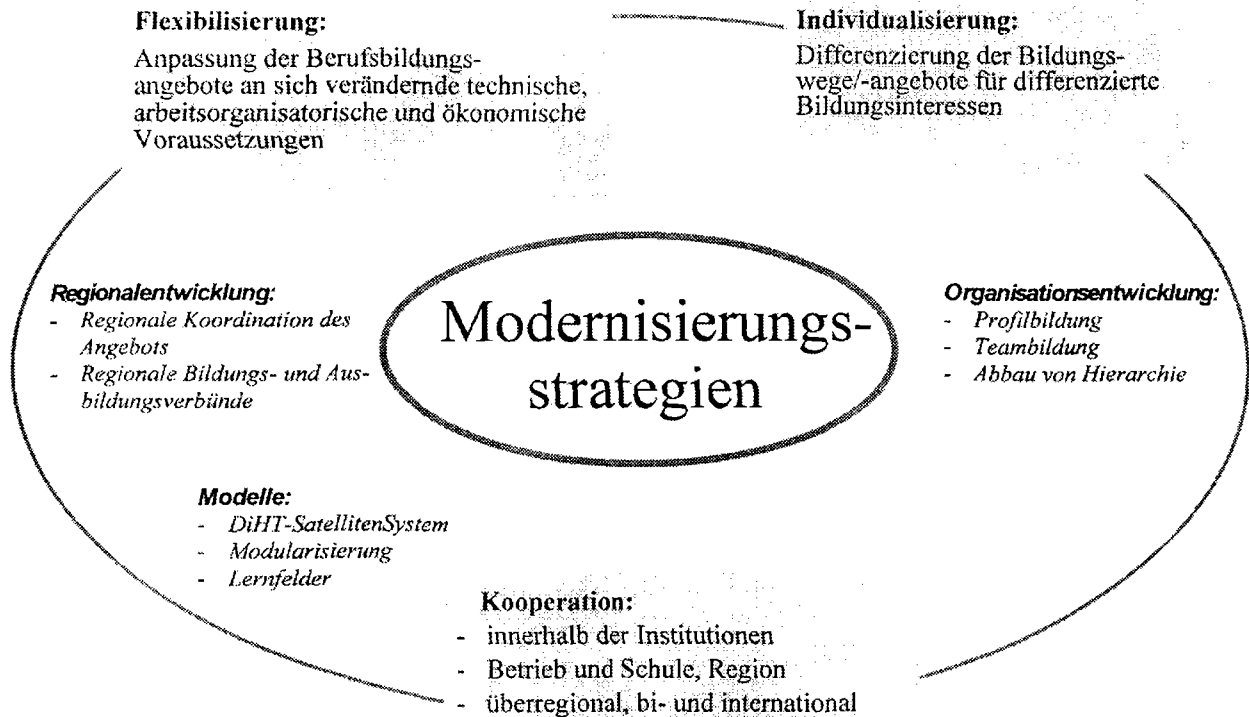 Flexibilisierung:
Anpassung der Berufsbildungs-
angebote an sich verändernde technische,
arbeitsorganisatorische und ökonomische
Voraussetzungen
Individualisierung:
Differenzierung der Bildungs-
wege/-angebote für differenzierte
Bildungsinteressen
Regionalentwicklung:
- Regionale Koordination des
Angebots
- Regionale Bildungs- und Aus-
bildungsverbünde
Modernisierungs-
strategien
Organisationsentwicklung:
- Profilbildung
- Teambildung
- Abbau von Hierarchie
Modelle:
- DiHT-SatellitenSystem
- Modularisierung
- Lernfelder
Kooperation:
- innerhalb der Institutionen
- Betrieb und Schule, Region
- überregional, bi- und international